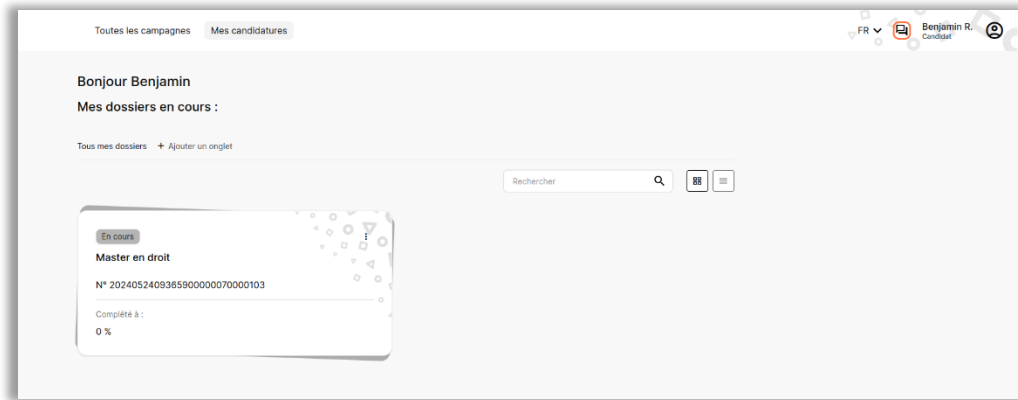 Toutes les campagnes Mes candidatures FR Benjamin R.
Candidat
Bonjour Benjamin
Mes dossiers en cours :
Tous mes dossiers + Ajouter un onglet
Rechercher
En cours
Master en droit
N° 2024052409365900000070000103
Complété à :
0 %